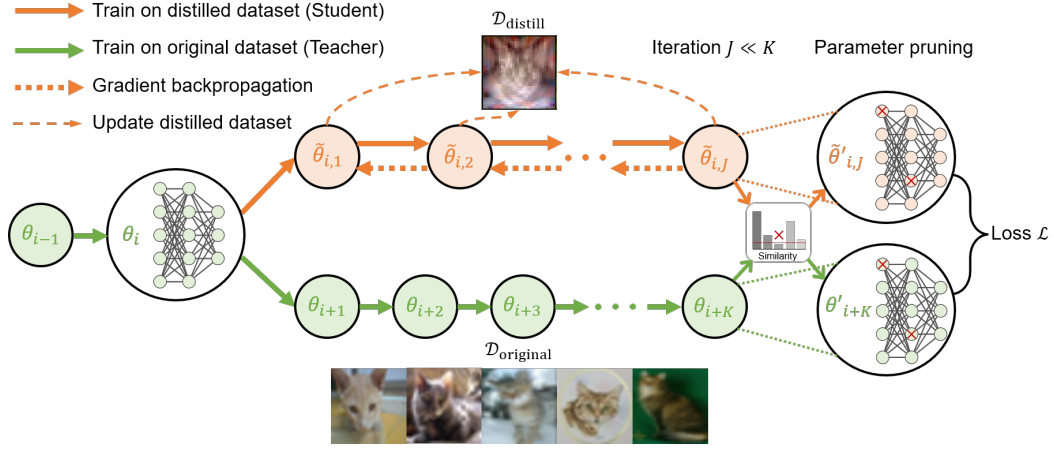 Train on distilled dataset (Student)
Train on original dataset (Teacher)
Gradient backpropagation
Update distilled dataset
𝒟distill
Iteration J ≪ K
Parameter pruning
θ̃i,1
θ̃i,2
θ̃i,J
θ̃′i,J
θi−1
θi
Similarity
Loss ℒ
θi+1
θi+2
θi+3
θi+K
θ′i+K
𝒟original